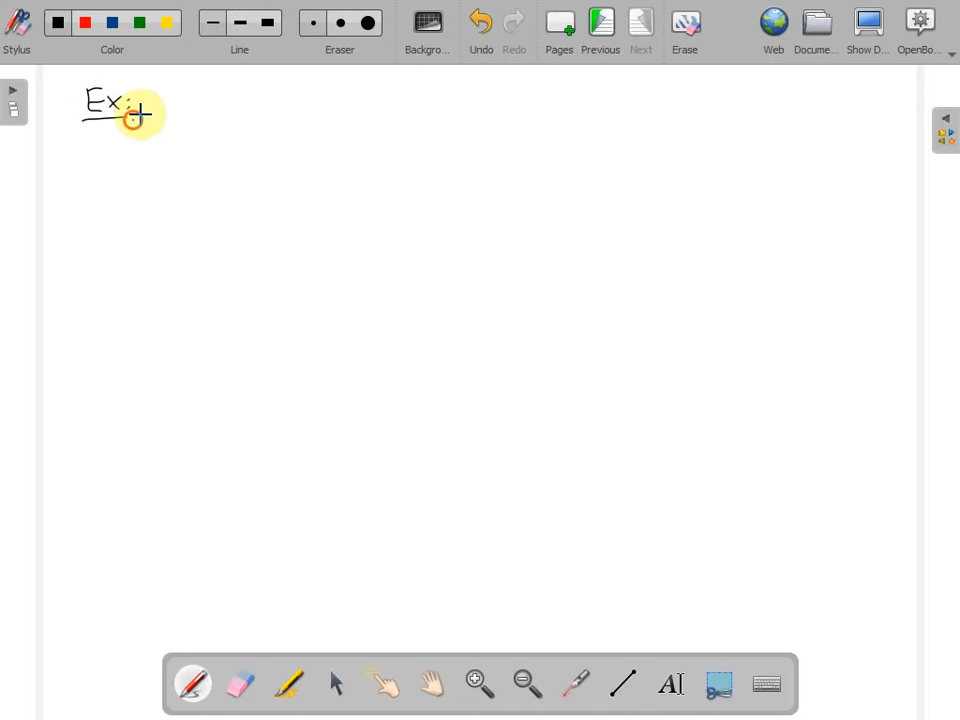 Stylus
Color
Line
Eraser
Backgro...
Undo
Redo
Pages
Previous
Next
Erase
Web
Docume...
Show D...
OpenBo...
Ex:
A